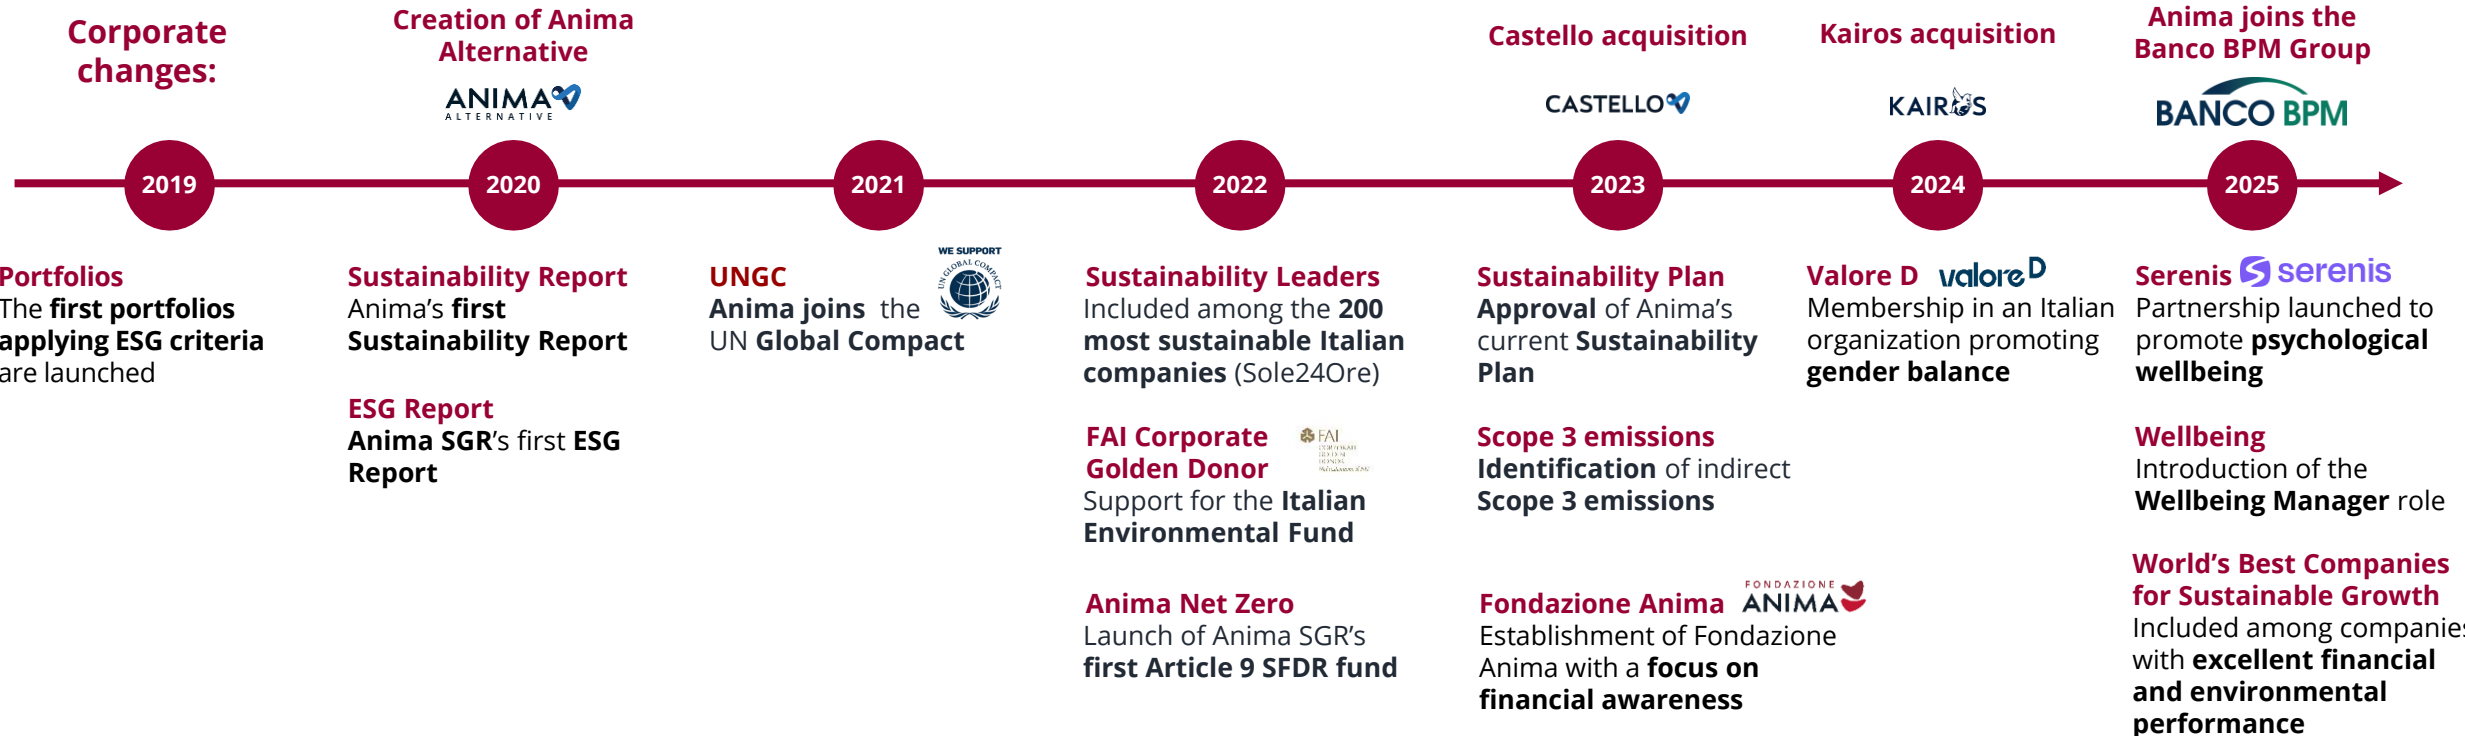 Corporate
changes:
Creation of Anima
Alternative
ANIMA
ALTERNATIVE
Castello acquisition
CASTELLO
Kairos acquisition
KAIROS
Anima joins the
Banco BPM Group
BANCO BPM
2019
2020
2021
2022
2023
2024
2025
Portfolios
The first portfolios
applying ESG criteria
are launched
Sustainability Report
Anima's first
Sustainability Report
ESG Report
Anima SGR's first ESG
Report
UNGC
Anima joins the
UN Global Compact
WE SUPPORT
UN GLOBAL COMPACT
Sustainability Leaders
Included among the 200
most sustainable Italian
companies (Sole24Ore)
FAI Corporate
Golden Donor
FAI
CORPORATE
GOLDEN
DONOR
Support for the Italian
Environmental Fund
Anima Net Zero
Launch of Anima SGR's
first Article 9 SFDR fund
Sustainability Plan
Approval of Anima's
current Sustainability
Plan
Scope 3 emissions
Identification of indirect
Scope 3 emissions
Fondazione Anima
FONDAZIONE
ANIMA
Establishment of Fondazione
Anima with a focus on
financial awareness
Valore D
valore D
Membership in an Italian
organization promoting
gender balance
Serenis
serenis
Partnership launched to
promote psychological
wellbeing
Wellbeing
Introduction of the
Wellbeing Manager role
World's Best Companies
for Sustainable Growth
Included among companies
with excellent financial
and environmental
performance